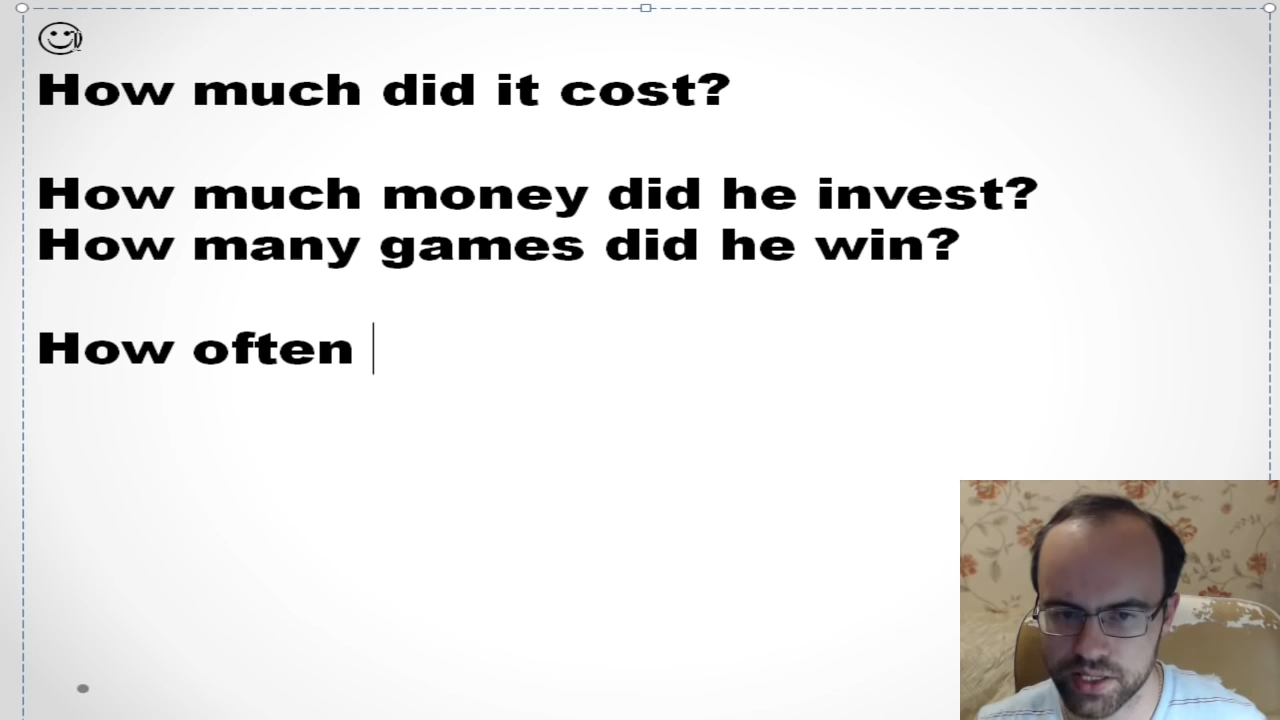 How much did it cost?
How much money did he invest?
How many games did he win?
How often